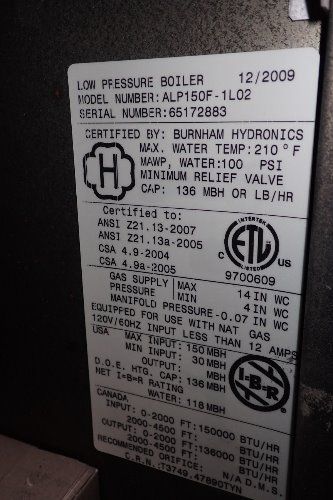 LOW PRESSURE BOILER 12/2009
MODEL NUMBER: ALP150F-1L02
SERIAL NUMBER: 65172883
CERTIFIED BY: BURNHAM HYDRONICS
MAX. WATER TEMP: 210 °F
MAWP, WATER: 100 PSI
MINIMUM RELIEF VALVE
CAP: 136 MBH OR LB/HR
H
Certified to:
ANSI Z21.13-2007
ANSI Z21.13a-2005
CSA 4.9-2004
CSA 4.9a-2005
INTERTEK
ETL
C US
9700609
GAS SUPPLY MAX 14 IN WC
PRESSURE MIN 4 IN WC
MANIFOLD PRESSURE -0.07 IN WC
EQUIPPED FOR USE WITH NAT GAS
120V/60HZ INPUT LESS THAN 12 AMPS
USA MAX INPUT: 150 MBH
MIN INPUT: 30 MBH
OUTPUT: MBH
D.O.E. HTG. CAP: 136 MBH
NET I=B=R RATING
WATER: 118 MBH
I=B=R
CANADA
INPUT: 0-2000 FT: 150000 BTU/HR
2000-4500 FT: BTU/HR
OUTPUT: 0-2000 FT: 136000 BTU/HR
2000-4500 FT: BTU/HR
RECOMMENDED ORIFICE: N/A D.M.S.
C.R.N.: T3749.47890TYN